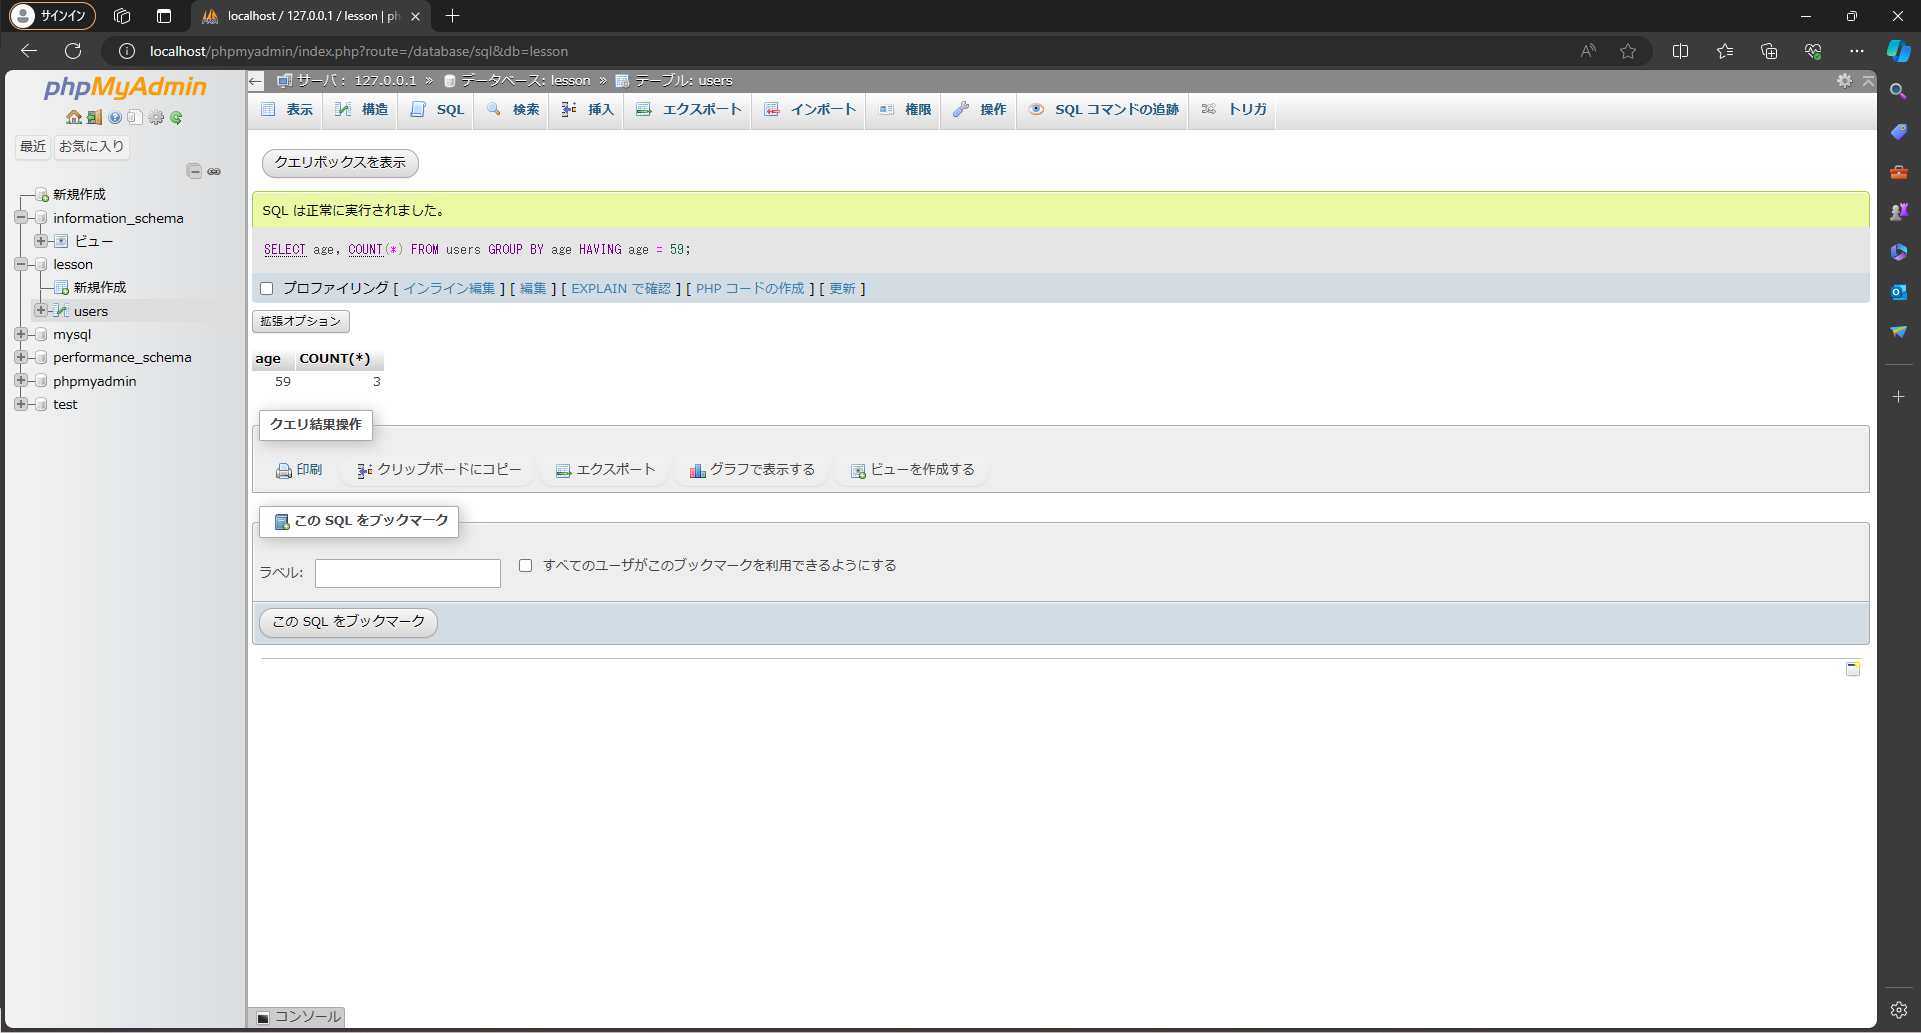 サインイン
localhost / 127.0.0.1 / lesson | ph
localhost/phpmyadmin/index.php?route=/database/sql&db=lesson
phpMyAdmin
最近 お気に入り
新規作成
information_schema
ビュー
lesson
新規作成
users
mysql
performance_schema
phpmyadmin
test
サーバ: 127.0.0.1 » データベース: lesson » テーブル: users
表示 構造 SQL 検索 挿入 エクスポート インポート 権限 操作 SQL コマンドの追跡 トリガ
クエリボックスを表示
SQL は正常に実行されました。
SELECT age, COUNT(*) FROM users GROUP BY age HAVING age = 59;
プロファイリング [ インライン編集 ] [ 編集 ] [ EXPLAIN で確認 ] [ PHP コードの作成 ] [ 更新 ]
拡張オプション
age COUNT(*)
59 3
クエリ結果操作
印刷 クリップボードにコピー エクスポート グラフで表示する ビューを作成する
この SQL をブックマーク
ラベル: すべてのユーザがこのブックマークを利用できるようにする
この SQL をブックマーク
コンソール